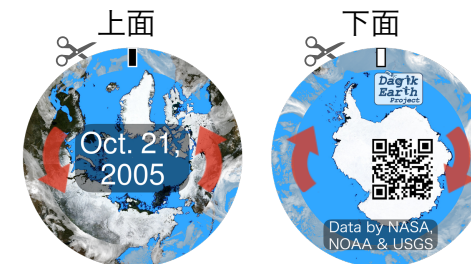 上面
下面
Oct. 21,
2005
Dagik
Earth
Project
Data by NASA,
NOAA & USGS